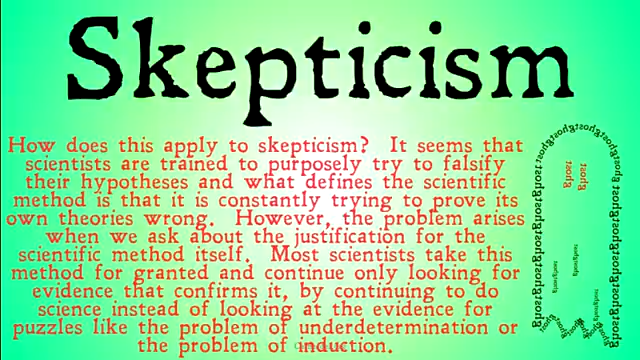 Skepticism
How does this apply to skepticism? It seems that
scientists are trained to purposely try to falsify
their hypotheses and what defines the scientific
method is that it is constantly trying to prove its
own theories wrong. However, the problem arises
when we ask about the justification for the
scientific method itself. Most scientists take this
method for granted and continue only looking for
evidence that confirms it, by continuing to do
science instead of looking at the evidence for
puzzles like the problem of underdetermination or
the problem of induction.